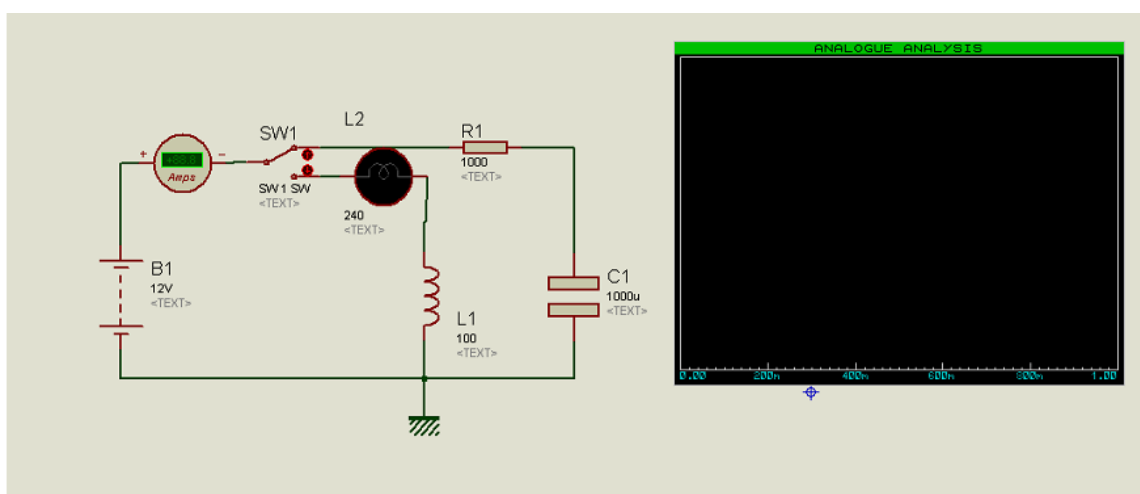 ANALOGUE ANALYSIS
L2
SW1
R1
+88.8
Amps
+
-
1000
<TEXT>
SW1 SW
<TEXT>
240
<TEXT>
B1
12V
<TEXT>
C1
1000u
<TEXT>
L1
100
<TEXT>
0.00 200m 400m 600m 800m 1.00